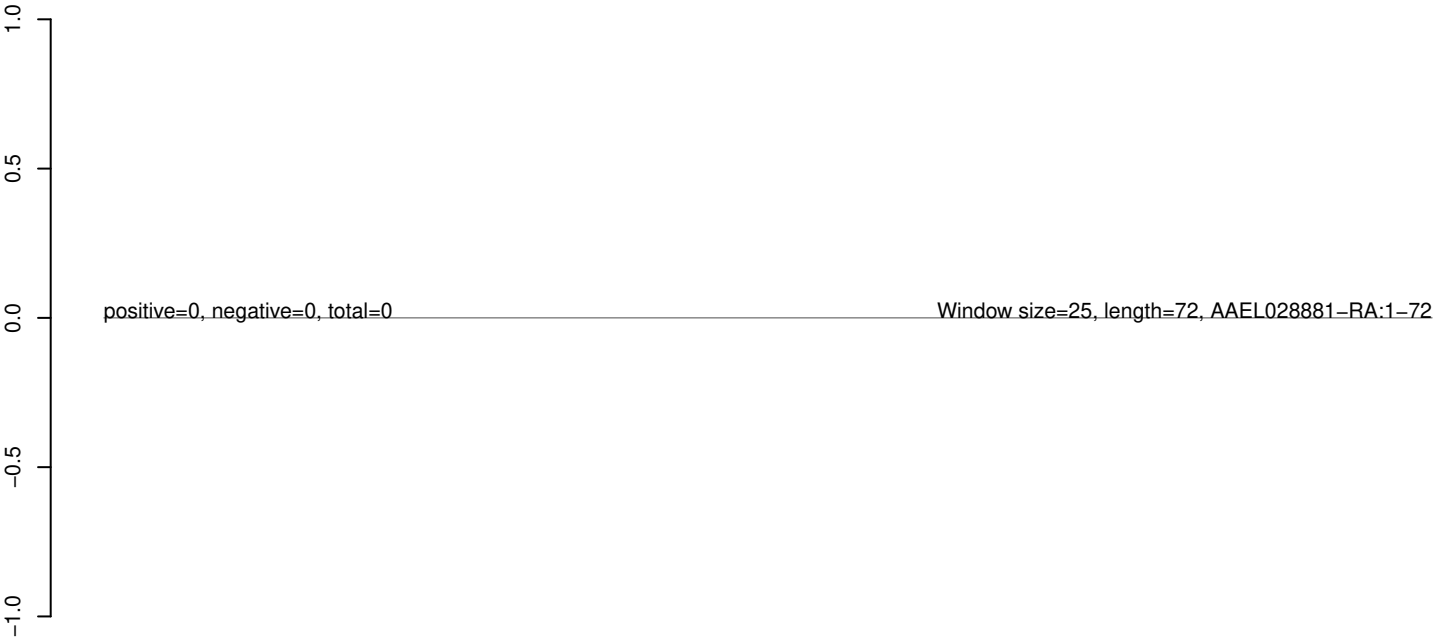 1.0
0.5
0.0
−0.5
−1.0
positive=0, negative=0, total=0
Window size=25, length=72, AAEL028881−RA:1−72